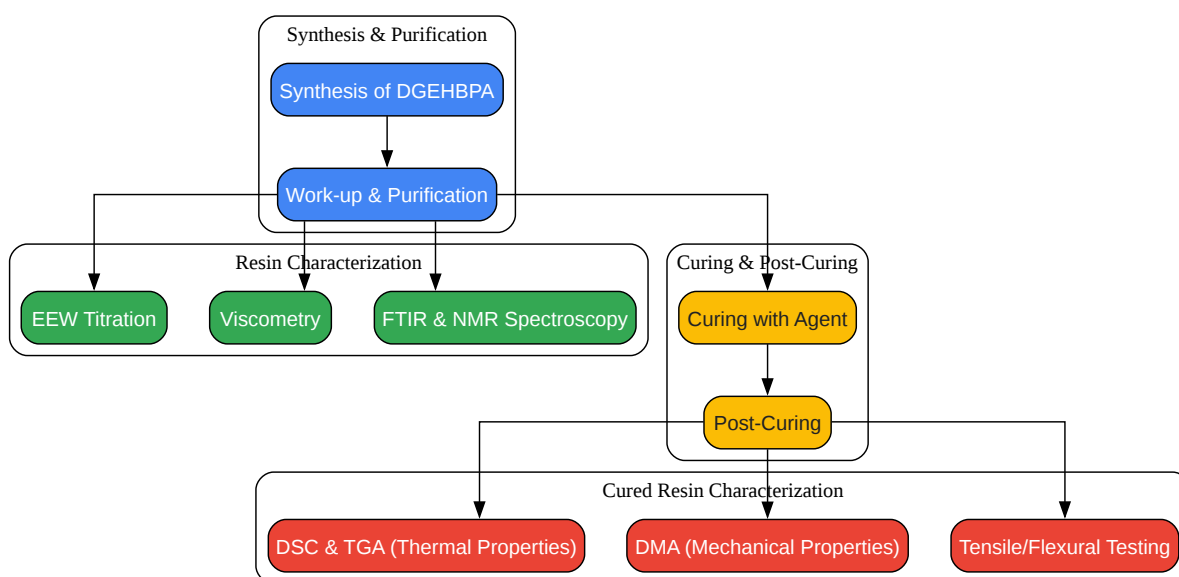 Synthesis & Purification
Synthesis of DGEHBPA
Work-up & Purification
Resin Characterization
EEW Titration
Viscometry
FTIR & NMR Spectroscopy
Curing & Post-Curing
Curing with Agent
Post-Curing
Cured Resin Characterization
DSC & TGA (Thermal Properties)
DMA (Mechanical Properties)
Tensile/Flexural Testing